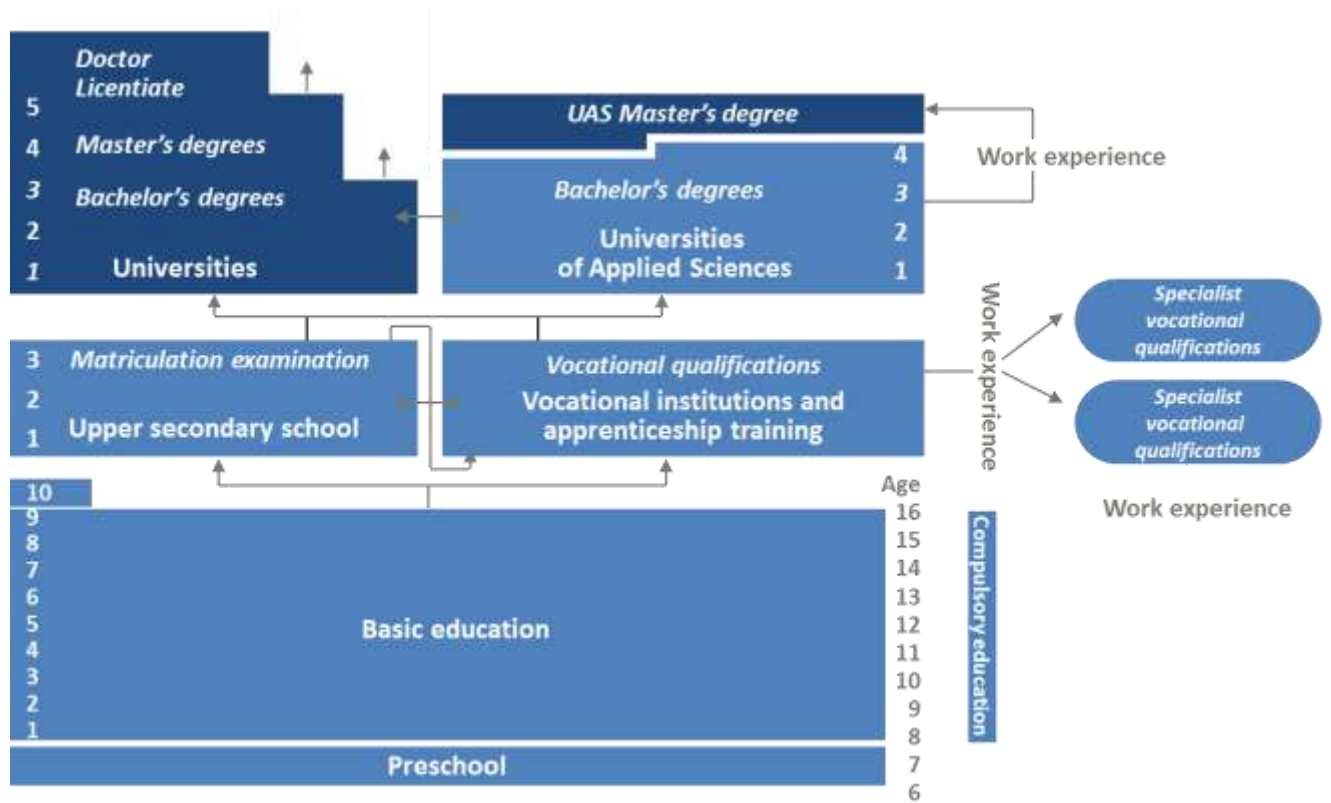 Doctor
Licentiate
5
4
Master's degrees
3
Bachelor's degrees
2
1
Universities
UAS Master's degree
4
Bachelor's degrees
3
Universities
of Applied Sciences
2
1
Work experience
3
Matriculation examination
2
1
Upper secondary school
Vocational qualifications
Vocational institutions and
apprenticeship training
Work experience
Specialist
vocational
qualifications
Specialist
vocational
qualifications
Work experience
10
9
8
7
6
5
4
3
2
1
Basic education
Age
16
15
14
13
12
11
10
9
8
7
6
Compulsory education
Preschool